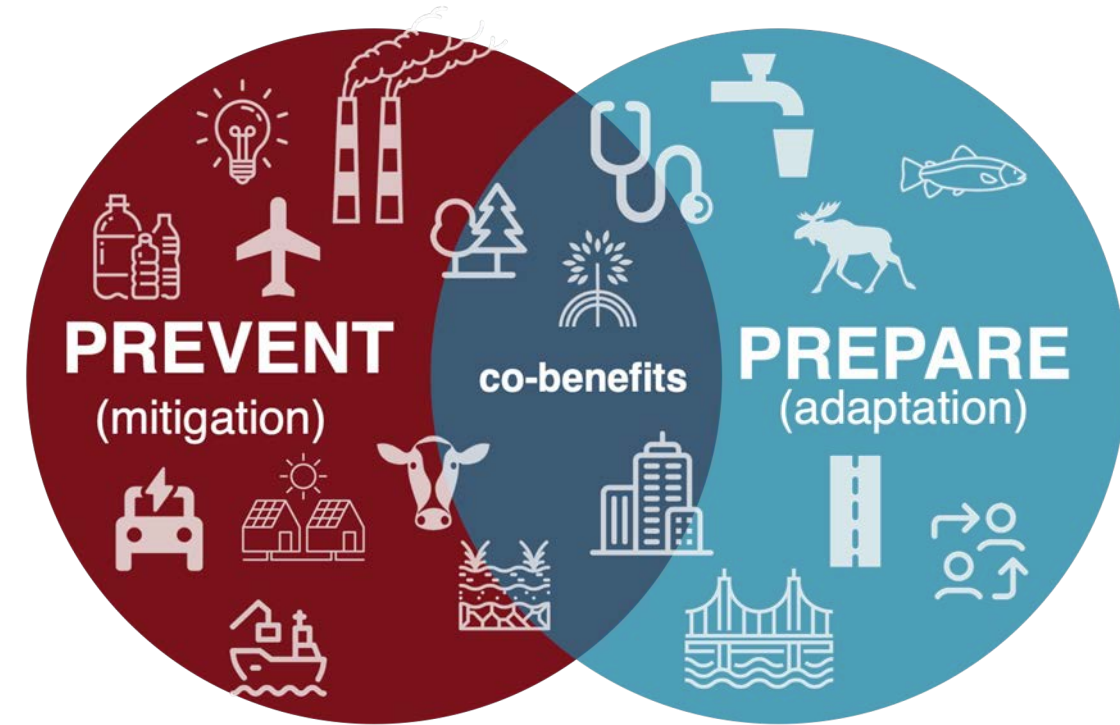 PREVENT
(mitigation)
co-benefits
PREPARE
(adaptation)